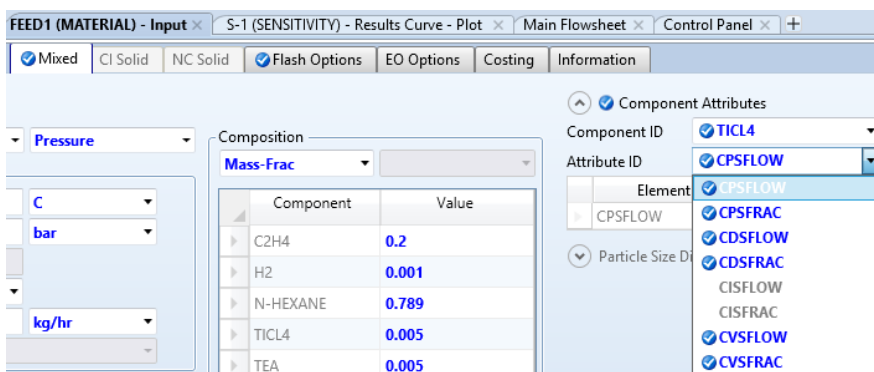 FEED1 (MATERIAL) - Input × S-1 (SENSITIVITY) - Results Curve - Plot × Main Flowsheet × Control Panel × +
Mixed CI Solid NC Solid Flash Options EO Options Costing Information
Component Attributes
Pressure Composition Component ID TICL4
Mass-Frac Attribute ID CPSFLOW
C Component Value Element CPSFLOW
CPSFLOW CPSFRAC
bar C2H4 0.2 CDSFLOW
H2 0.001 Particle Size Di CDSFRAC
CISFLOW
N-HEXANE 0.789 CISFRAC
kg/hr TICL4 0.005 CVSFLOW
TEA 0.005 CVSFRAC